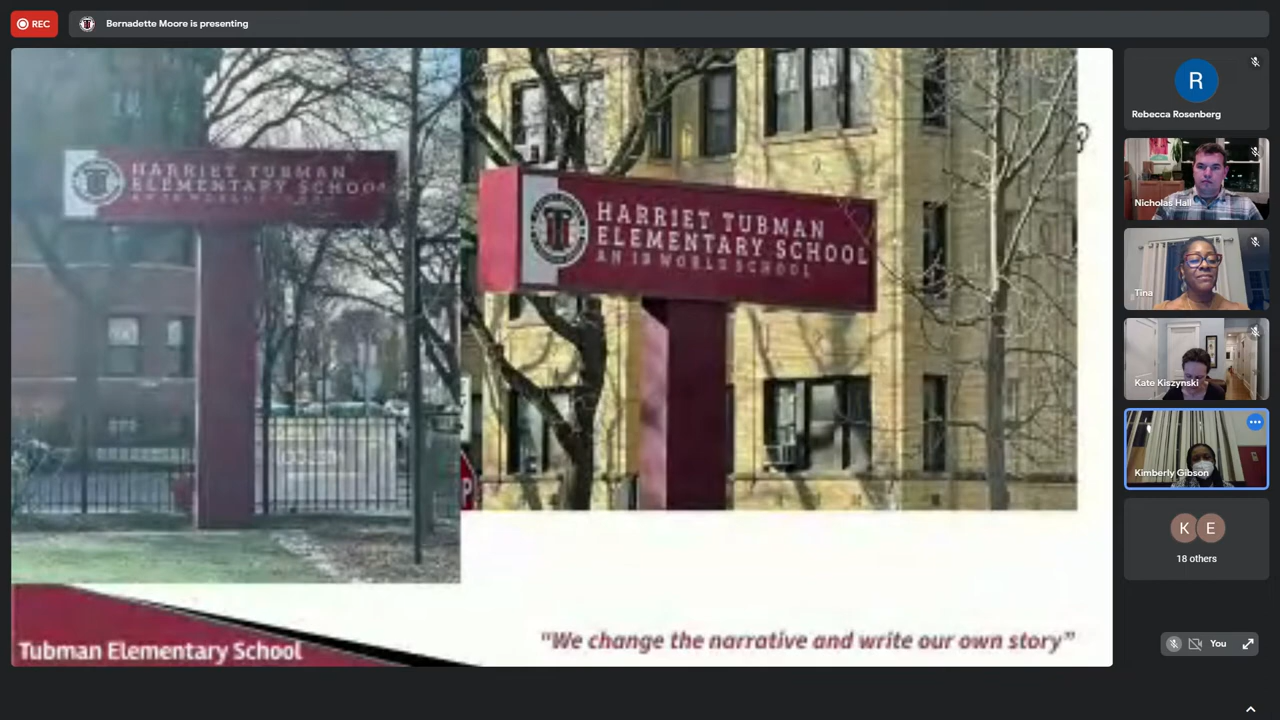 REC
Bernadette Moore is presenting
HARRIET TUBMAN
ELEMENTARY SCHOOL
HARRIET TUBMAN
ELEMENTARY SCHOOL
AN IB WORLD SCHOOL
Tubman Elementary School
"We change the narrative and write our own story"
R
Rebecca Rosenberg
Nicholas Hall
Tina
Kate Kiszynski
Kimberly Gibson
K
E
18 others
You